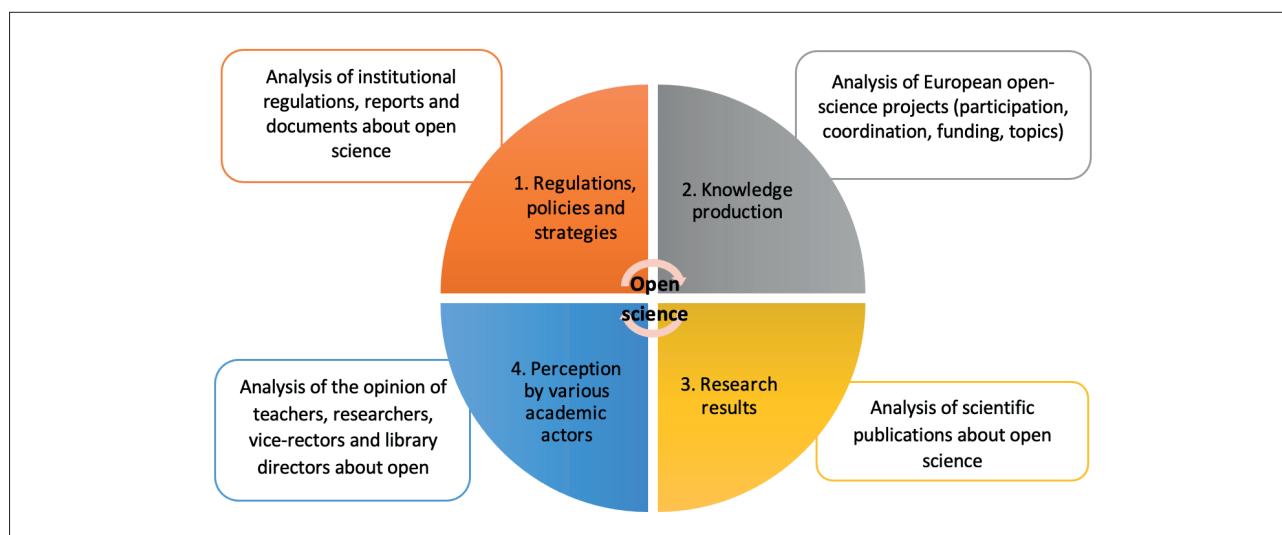 Analysis of institutional
regulations, reports and
documents about open
science
Analysis of European open-
science projects (participation,
coordination, funding, topics)
1. Regulations,
policies and
strategies
2. Knowledge
production
Open
science
4. Perception
by various
academic
actors
3. Research
results
Analysis of the opinion of
teachers, researchers,
vice-rectors and library
directors about open
Analysis of scientific
publications about open
science